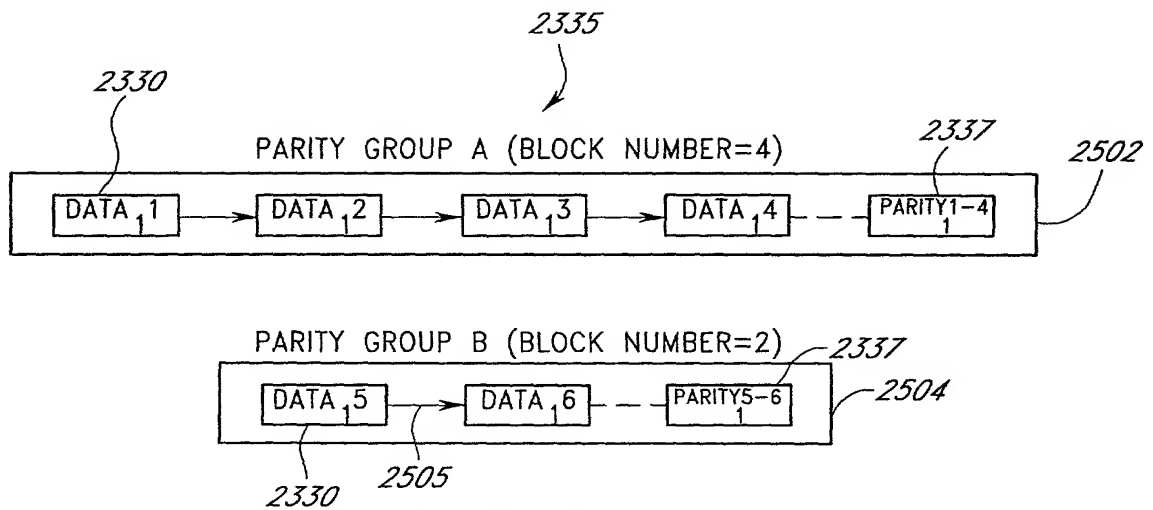 2335
2330
2337
PARITY GROUP A (BLOCK NUMBER=4)
2502
DATA 1 DATA 2 DATA 3 DATA 4 PARITY1-4
1 1 1 1 1
PARITY GROUP B (BLOCK NUMBER=2)
2337
2504
DATA 5 DATA 6 PARITY5-6
1 1 1
2330
2505